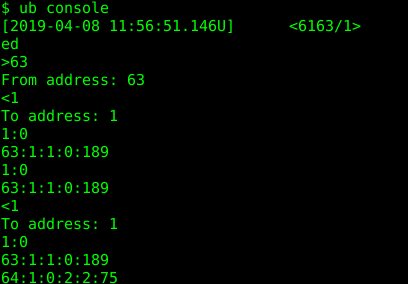 $ ub console
[2019-04-08 11:56:51.146U]      <6163/1>
ed
>63
From address: 63
<1
To address: 1
1:0
63:1:1:0:189
1:0
63:1:1:0:189
<1
To address: 1
1:0
63:1:1:0:189
64:1:0:2:2:75